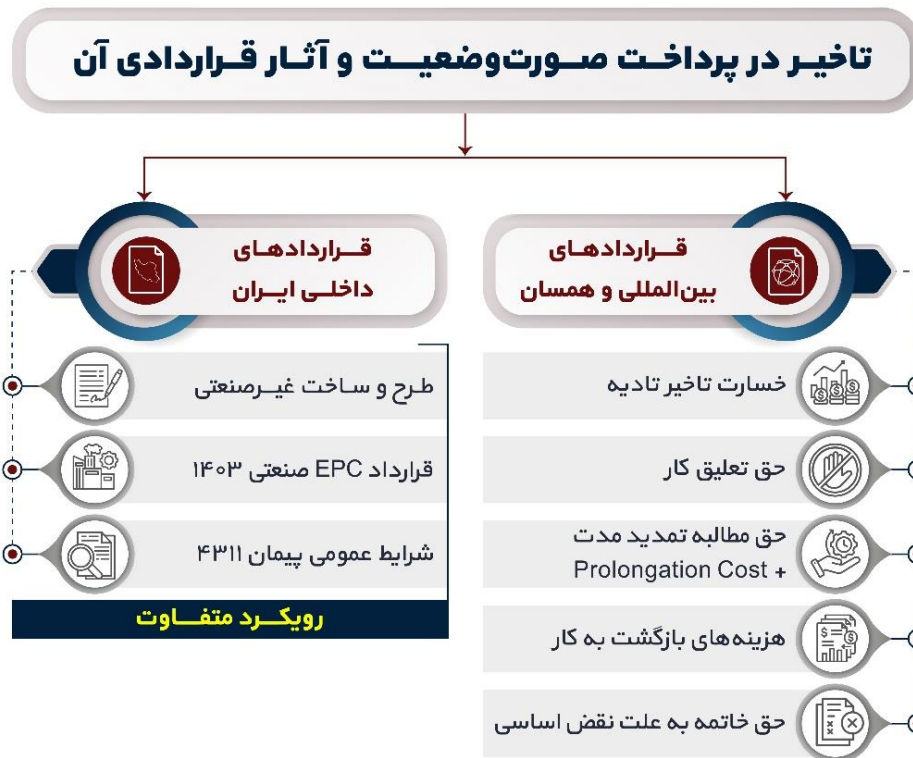 تاخیر در پرداخت صورت‌وضعیت و آثار قراردادی آن
قراردادهای
بین‌المللی و همسان
خسارت تاخیر تادیه
حق تعلیق کار
حق مطالبه تمدید مدت
+ Prolongation Cost
هزینه‌های بازگشت به کار
حق خاتمه به علت نقض اساسی
قراردادهای
داخلی ایران
طرح و ساخت غیرصنعتی
قرارداد EPC صنعتی ۱۴۰۳
شرایط عمومی پیمان ۴۳۱۱
رویکرد متفاوت